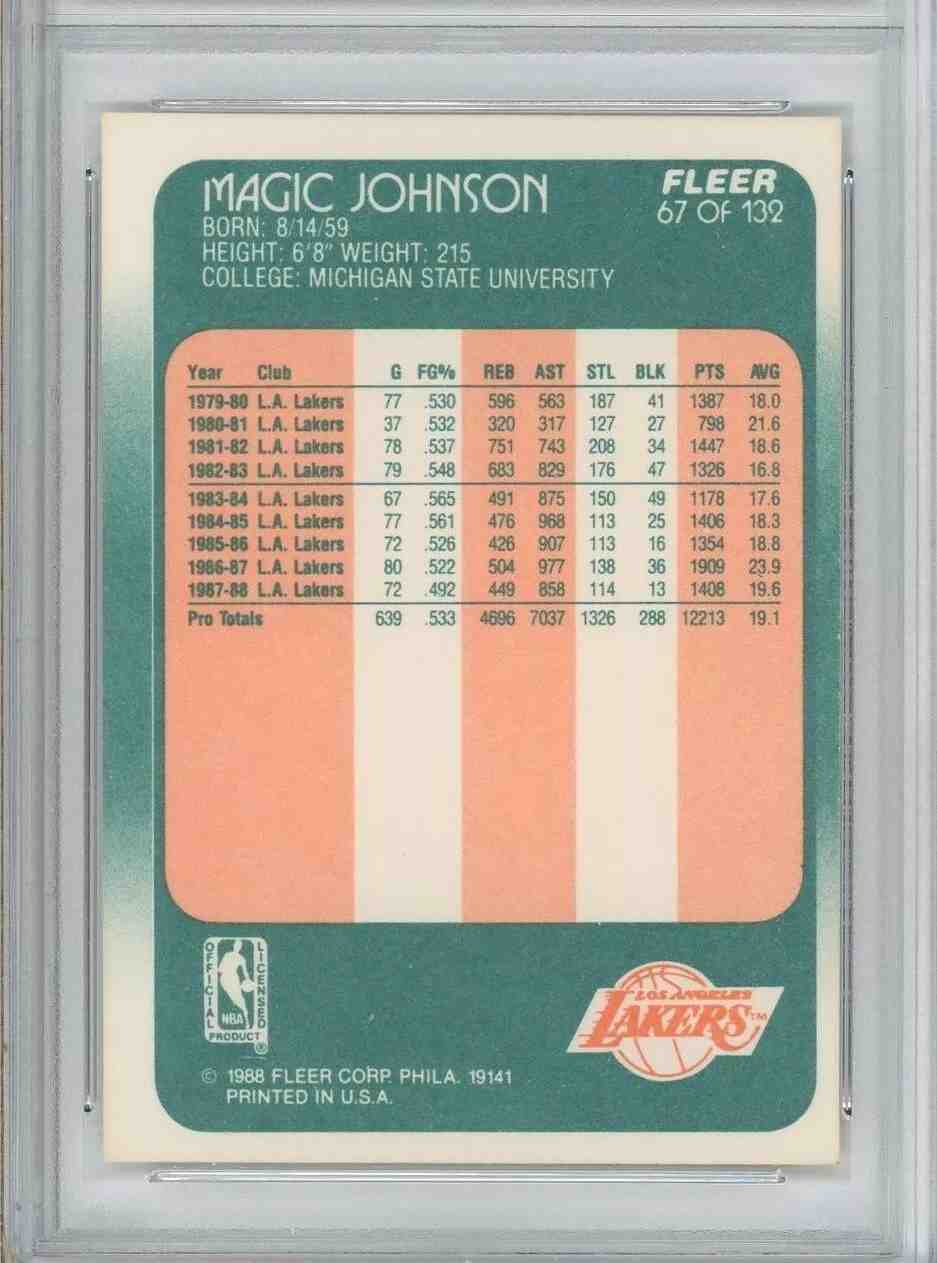 MAGIC JOHNSON
FLEER
67 OF 132
BORN: 8/14/59
HEIGHT: 6'8" WEIGHT: 215
COLLEGE: MICHIGAN STATE UNIVERSITY
Year Club G FG% REB AST STL BLK PTS AVG
1979-80 L.A. Lakers 77 .530 596 563 187 41 1387 18.0
1980-81 L.A. Lakers 37 .532 320 317 127 27 798 21.6
1981-82 L.A. Lakers 78 .537 751 743 208 34 1447 18.6
1982-83 L.A. Lakers 79 .548 683 829 176 47 1326 16.8
1983-84 L.A. Lakers 67 .565 491 875 150 49 1178 17.6
1984-85 L.A. Lakers 77 .561 476 968 113 25 1406 18.3
1985-86 L.A. Lakers 72 .526 426 907 113 16 1354 18.8
1986-87 L.A. Lakers 80 .522 504 977 138 36 1909 23.9
1987-88 L.A. Lakers 72 .492 449 858 114 13 1408 19.6
Pro Totals 639 .533 4696 7037 1326 288 12213 19.1
OFFICIAL
LICENSED
NBA
PRODUCT
®
LOS ANGELES
LAKERS™
© 1988 FLEER CORP. PHILA. 19141
PRINTED IN U.S.A.